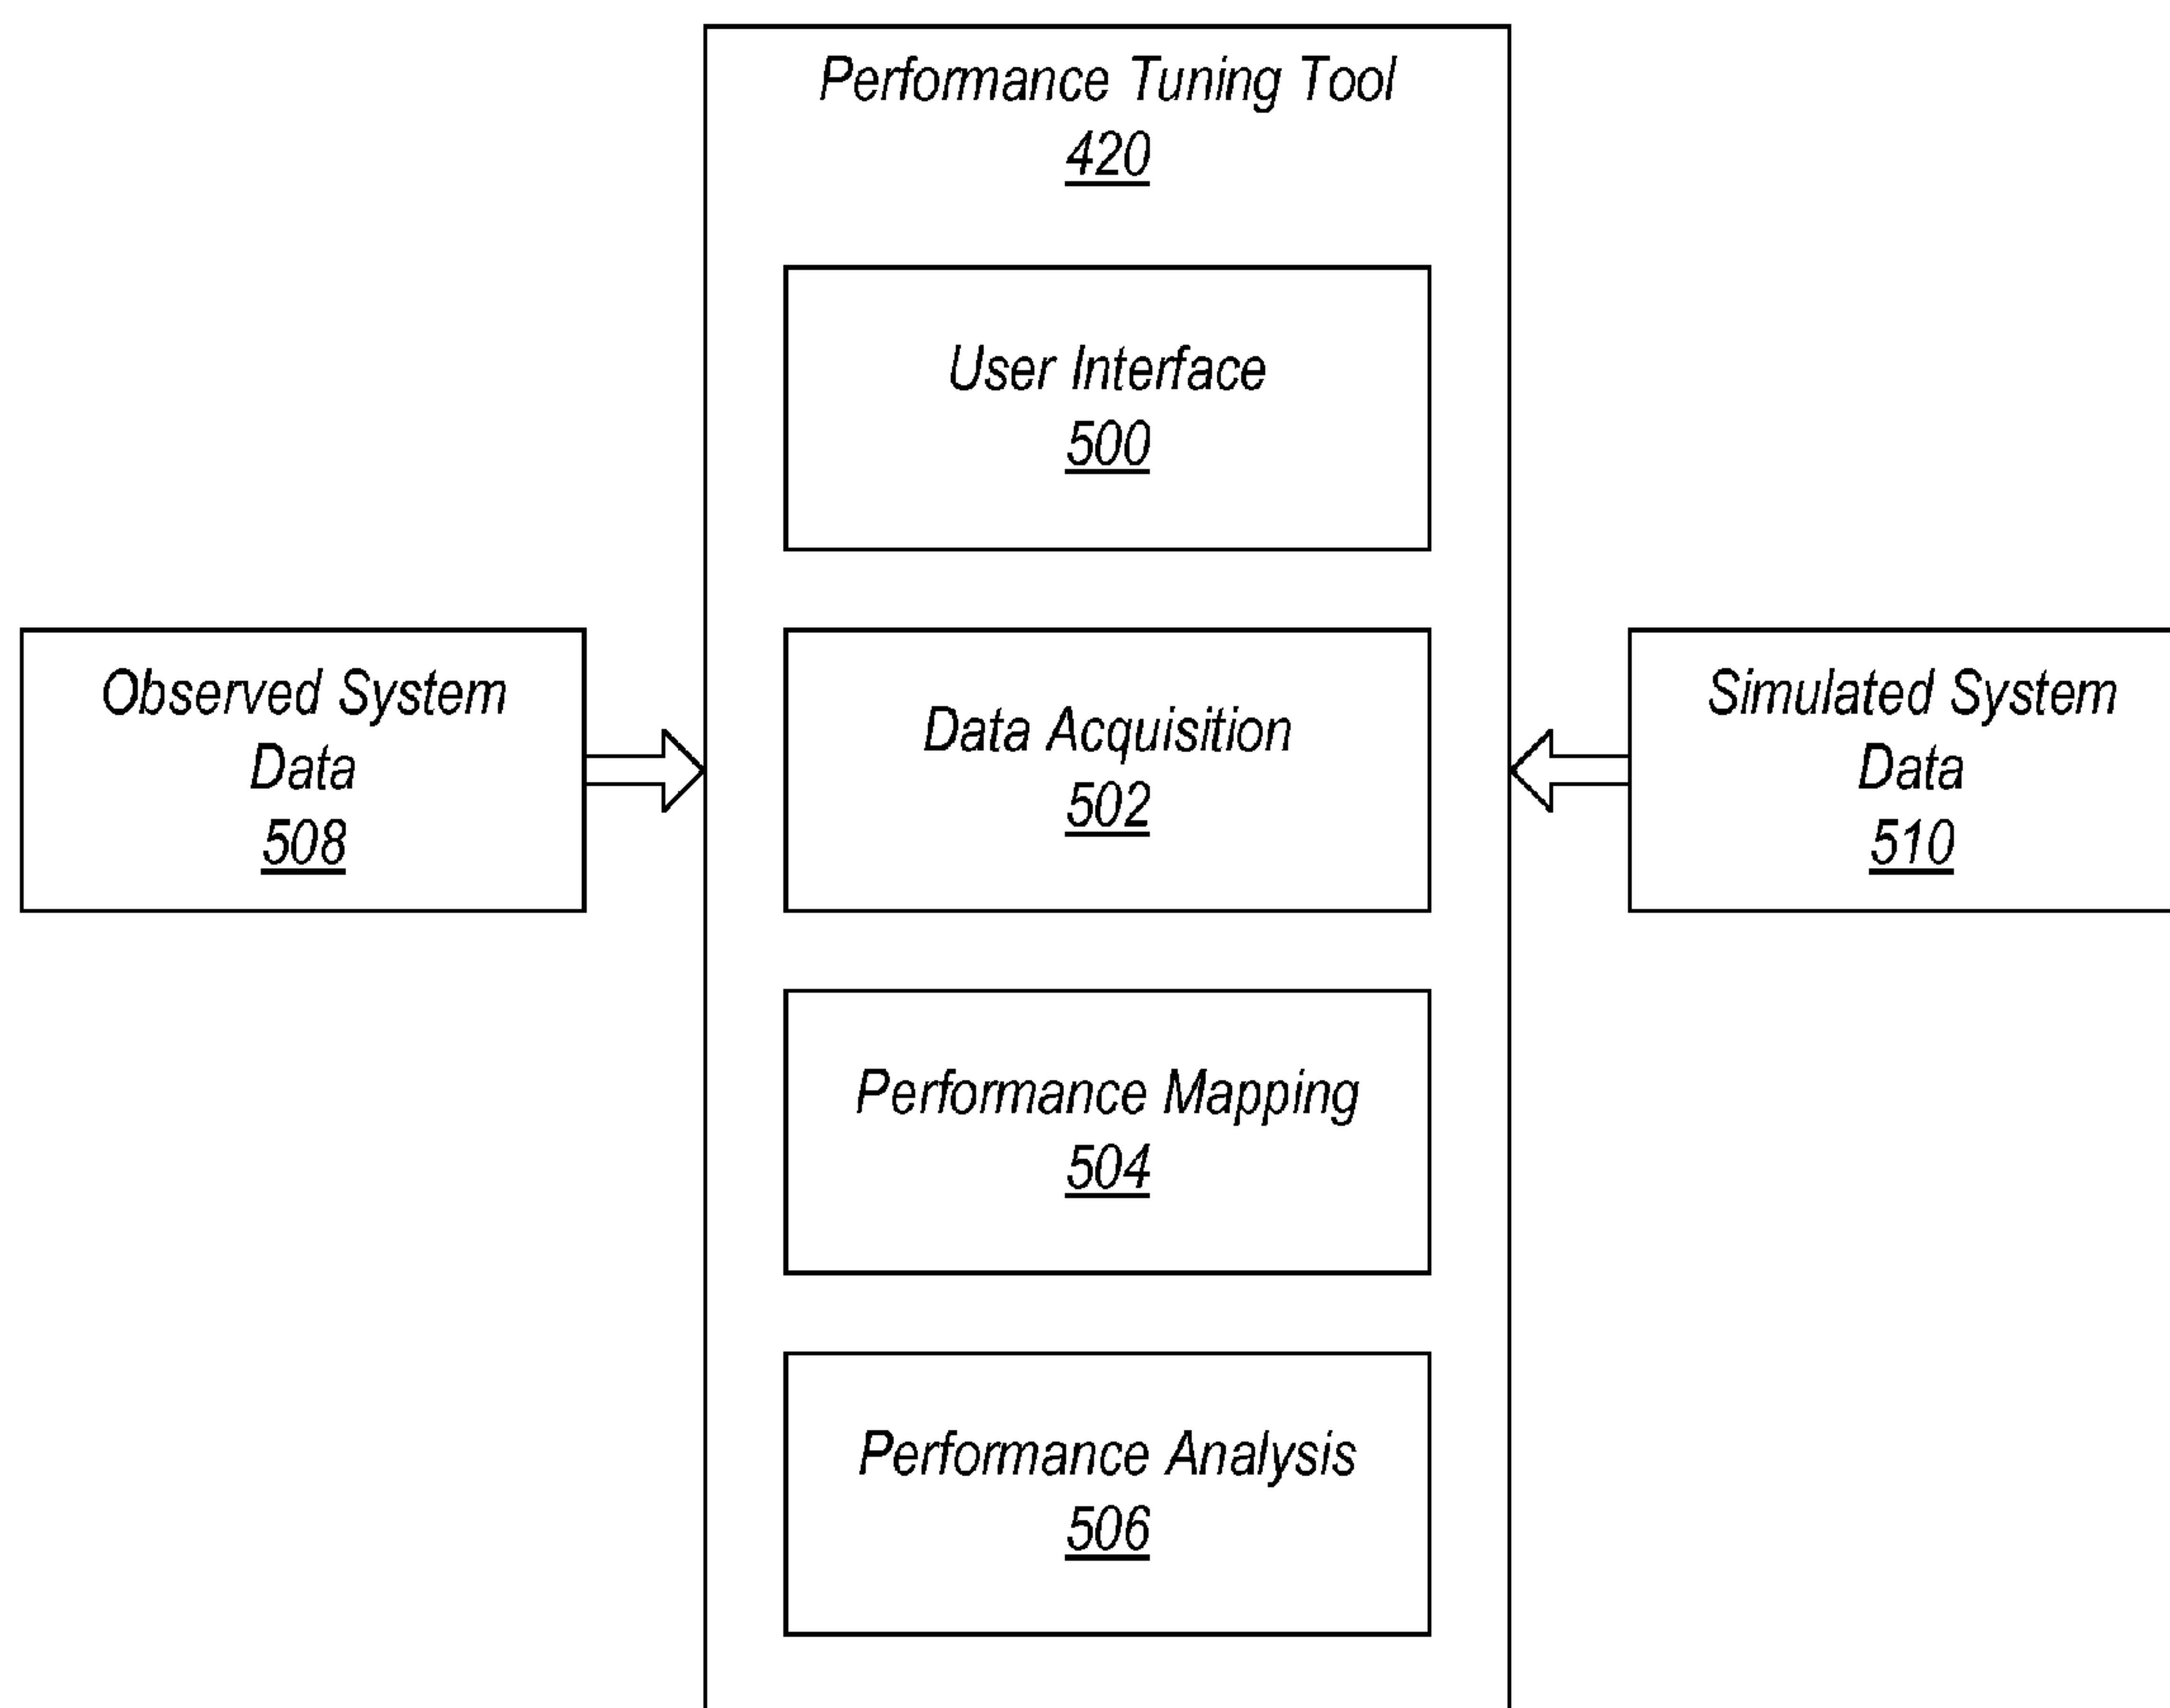 Performance Tuning Tool
420
User Interface
500
Observed System
Data
508
Data Acquisition
502
Simulated System
Data
510
Performance Mapping
504
Performance Analysis
506